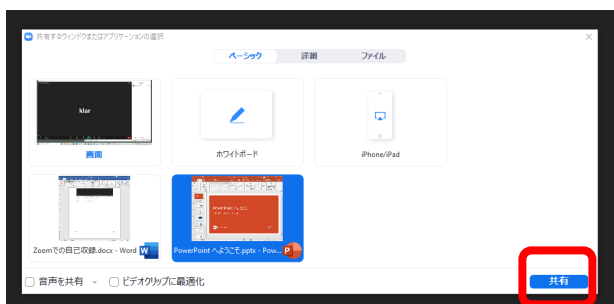 共有するウィンドウまたはアプリケーションの選択
ベーシック 詳細 ファイル
klar
画面
ホワイトボード
iPhone/iPad
Zoomでの自己収録.docx - Word
PowerPoint へようこそ.pptx - Pow...
音声を共有
ビデオクリップに最適化
共有